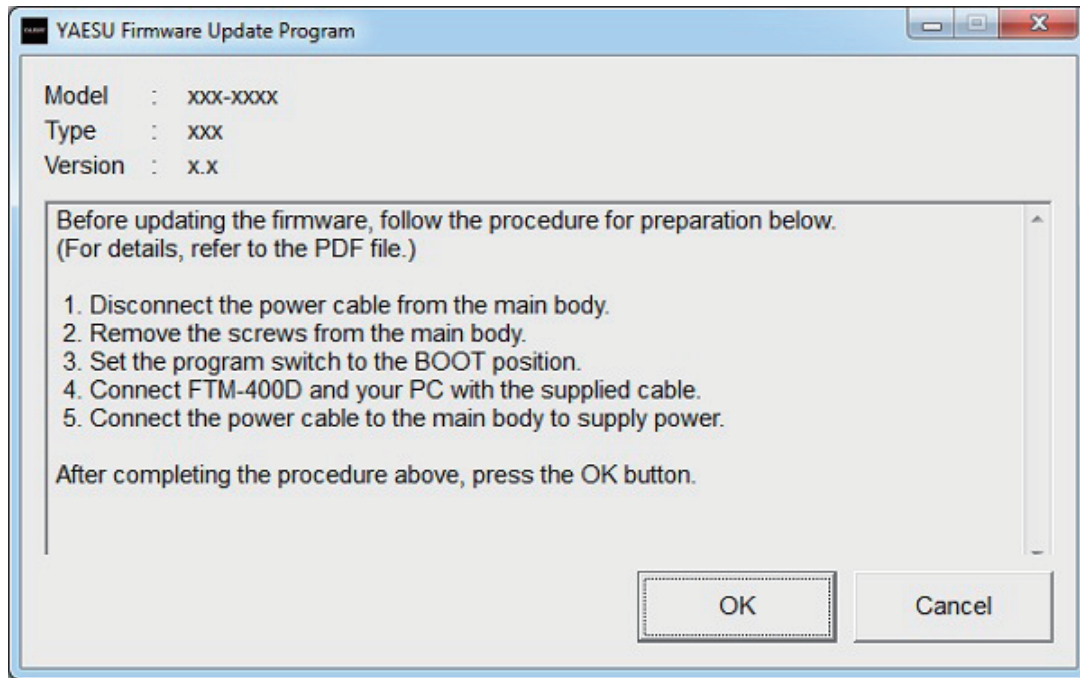 YAESU Firmware Update Program
Model : xxx-xxxx
Type : xxx
Version : x.x
Before updating the firmware, follow the procedure for preparation below.
(For details, refer to the PDF file.)
1. Disconnect the power cable from the main body.
2. Remove the screws from the main body.
3. Set the program switch to the BOOT position.
4. Connect FTM-400D and your PC with the supplied cable.
5. Connect the power cable to the main body to supply power.
After completing the procedure above, press the OK button.
OK Cancel